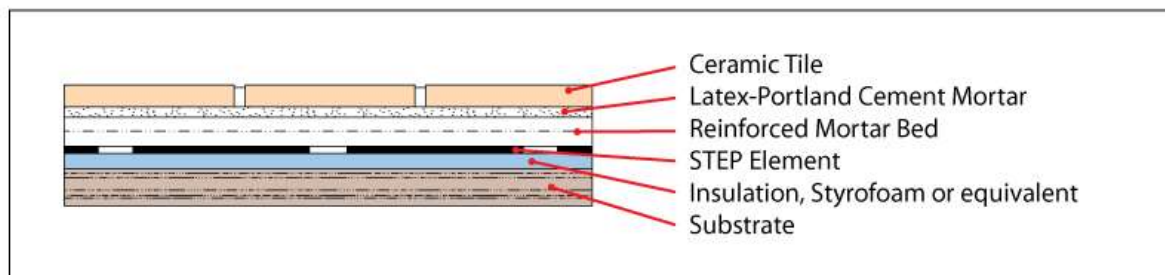 Ceramic Tile
Latex-Portland Cement Mortar
Reinforced Mortar Bed
STEP Element
Insulation, Styrofoam or equivalent
Substrate